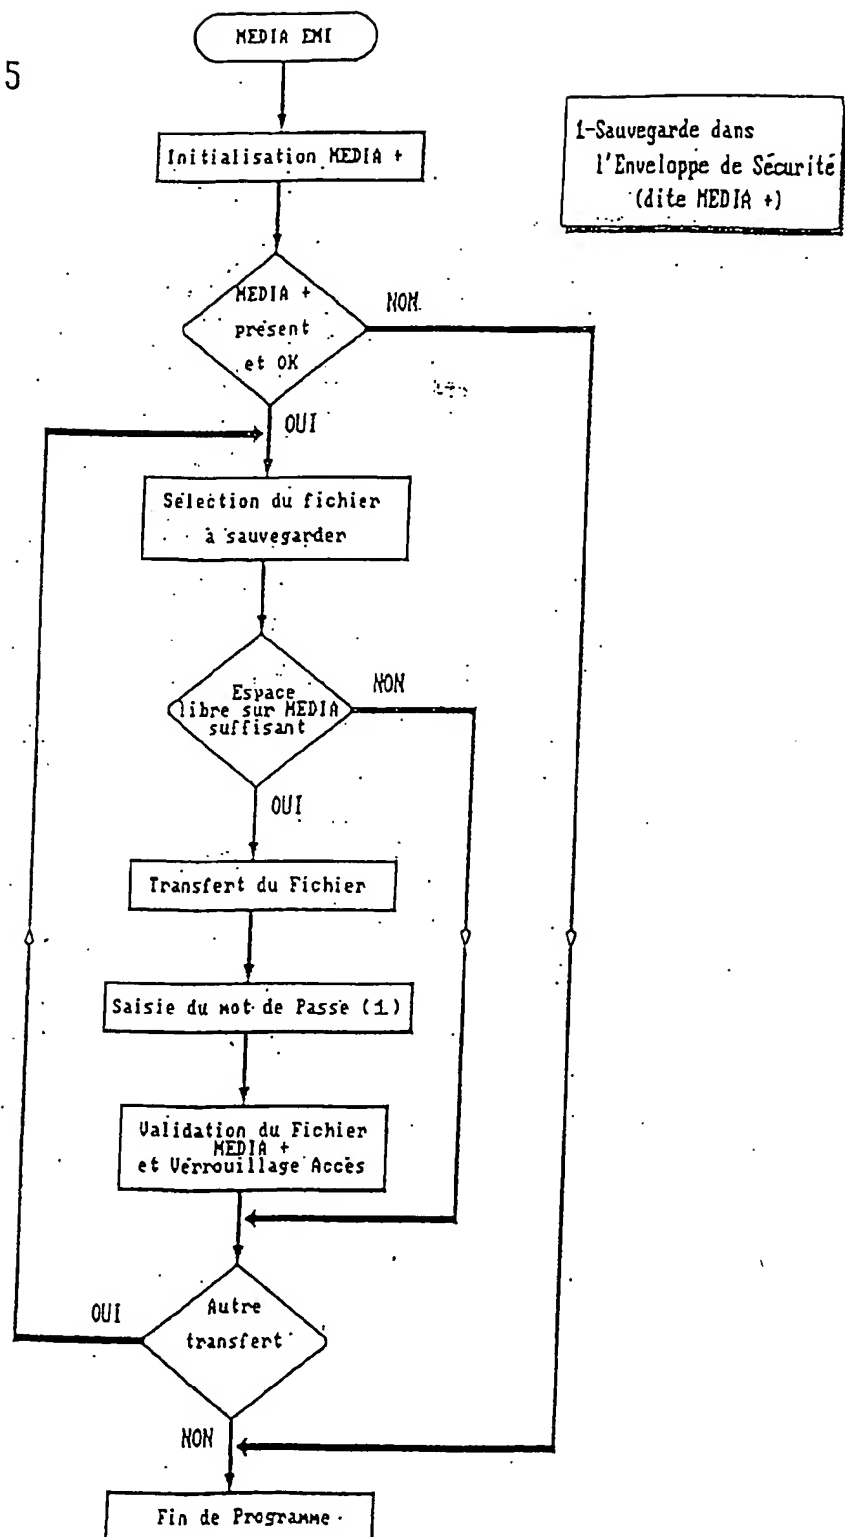 5
MEDIA EMI
Initialisation MEDIA +
1-Sauvegarde dans
l'Enveloppe de Sécurité
(dite MEDIA +)
MEDIA +
présent
et OK
NON
OUI
Sélection du fichier
à sauvegarder
Espace
libre sur MEDIA
suffisant
NON
OUI
Transfert du Fichier
Saisie du mot de Passe (1)
Validation du Fichier
MEDIA +
et Verrouillage Accès
Autre
transfert
OUI
NON
Fin de Programme